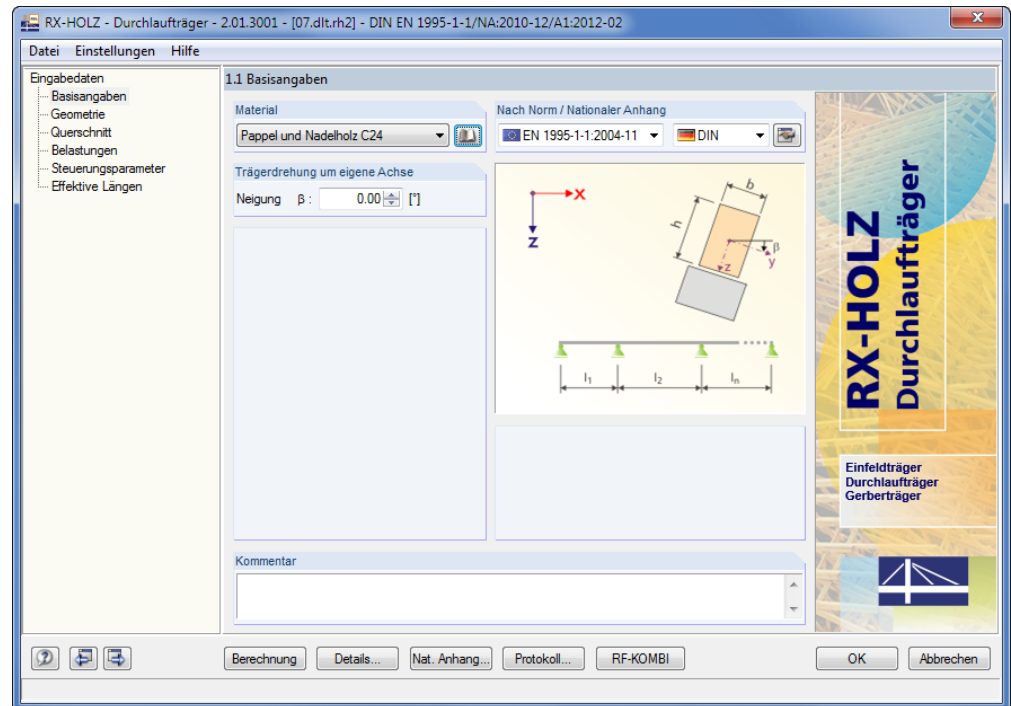 RX-HOLZ - Durchlaufträger - 2.01.3001 - [07.dlt.rh2] - DIN EN 1995-1-1/NA:2010-12/A1:2012-02
Datei Einstellungen Hilfe
Eingabedaten
Basisangaben
Geometrie
Querschnitt
Belastungen
Steuerungsparameter
Effektive Längen
1.1 Basisangaben
Material
Pappel und Nadelholz C24
Nach Norm / Nationaler Anhang
EN 1995-1-1:2004-11
DIN
Trägerdrehung um eigene Achse
Neigung β : 0.00 [°]
X
Z
b
h
β
z
y
l1 l2 ln
Kommentar
RX-HOLZ
Durchlaufträger
Einfeldträger
Durchlaufträger
Gerberträger
Berechnung Details... Nat. Anhang... Protokoll... RF-KOMBI OK Abbrechen